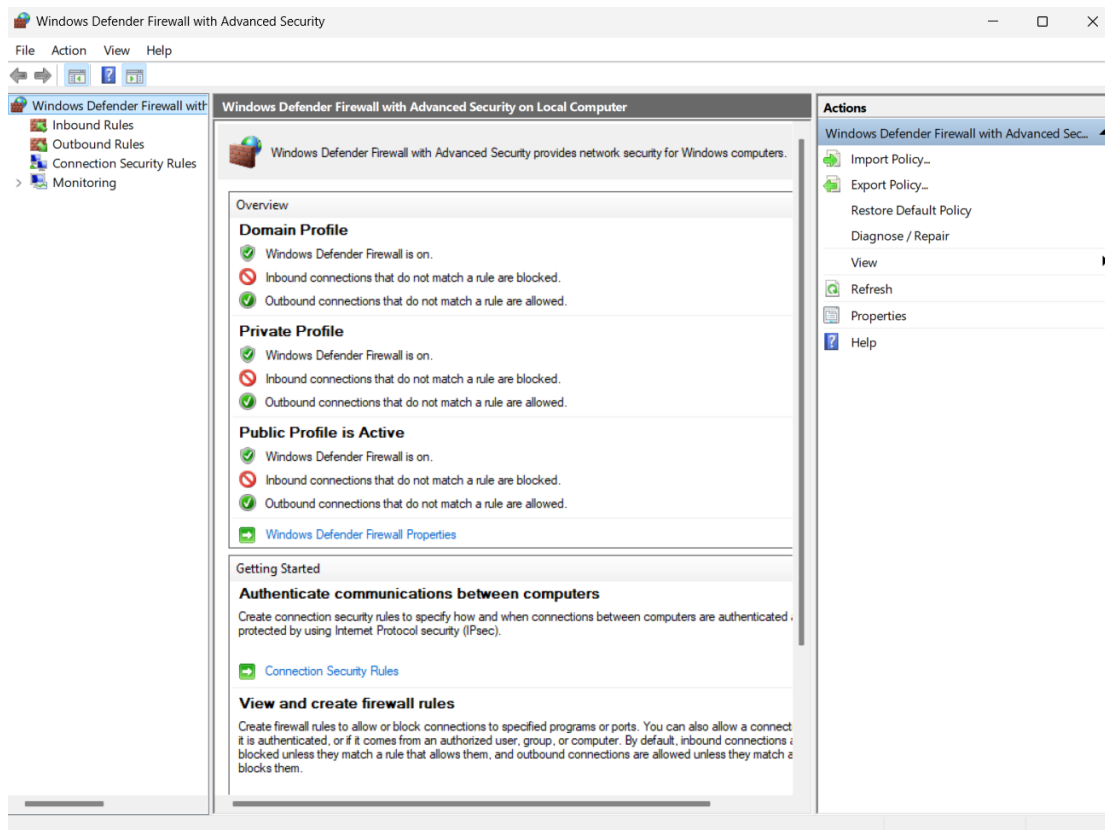 Windows Defender Firewall with Advanced Security
File Action View Help
Windows Defender Firewall with
Inbound Rules
Outbound Rules
Connection Security Rules
Monitoring
Windows Defender Firewall with Advanced Security on Local Computer
Windows Defender Firewall with Advanced Security provides network security for Windows computers.
Overview
Domain Profile
Windows Defender Firewall is on.
Inbound connections that do not match a rule are blocked.
Outbound connections that do not match a rule are allowed.
Private Profile
Windows Defender Firewall is on.
Inbound connections that do not match a rule are blocked.
Outbound connections that do not match a rule are allowed.
Public Profile is Active
Windows Defender Firewall is on.
Inbound connections that do not match a rule are blocked.
Outbound connections that do not match a rule are allowed.
Windows Defender Firewall Properties
Getting Started
Authenticate communications between computers
Create connection security rules to specify how and when connections between computers are authenticated
protected by using Internet Protocol security (IPsec).
Connection Security Rules
View and create firewall rules
Create firewall rules to allow or block connections to specified programs or ports. You can also allow a connect
it is authenticated, or if it comes from an authorized user, group, or computer. By default, inbound connections
blocked unless they match a rule that allows them, and outbound connections are allowed unless they match a
blocks them.
Actions
Windows Defender Firewall with Advanced Sec...
Import Policy...
Export Policy...
Restore Default Policy
Diagnose / Repair
View
Refresh
Properties
Help